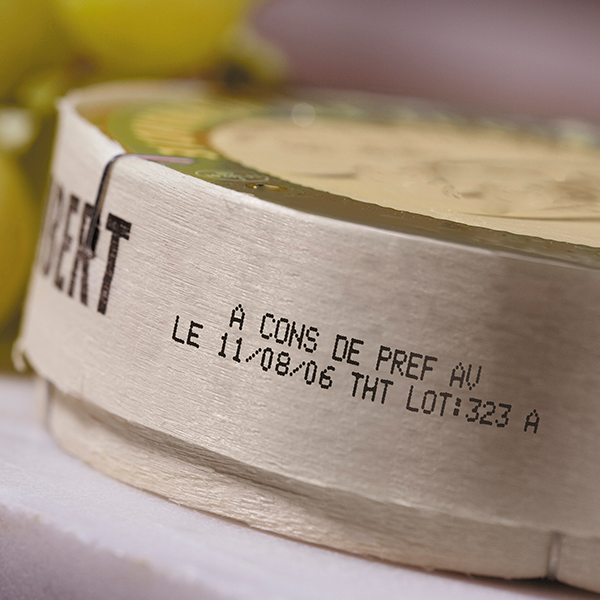 BERT
À CONS DE PREF AV
LE 11/08/06 THT LOT:323 A